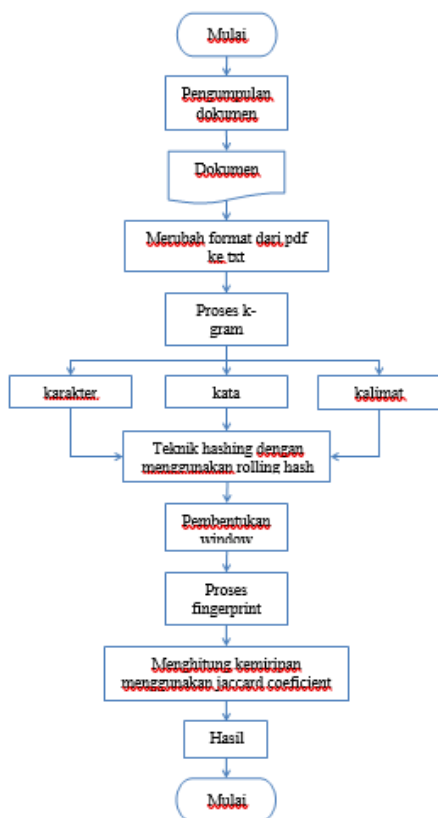 Mulai
Pengumpulan
dokumen
Dokumen
Merubah format dari pdf
ke txt
Proses k-
gram
karakter
kata
kalimat
Teknik hashing dengan
menggunakan rolling hash
Pembentukan
window
Proses
fingerprint
Menghitung kemiripan
menggunakan jaccard coeficient
Hasil
Mulai